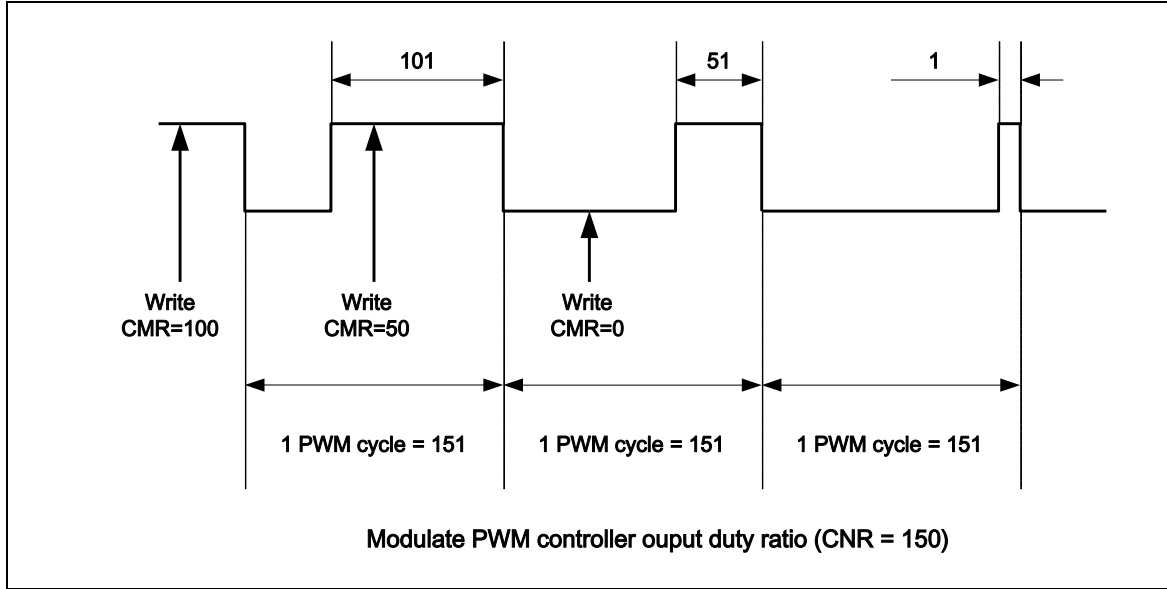 101
51
1
Write
CMR=100
Write
CMR=50
Write
CMR=0
1 PWM cycle = 151
1 PWM cycle = 151
1 PWM cycle = 151
Modulate PWM controller ouput duty ratio (CNR = 150)